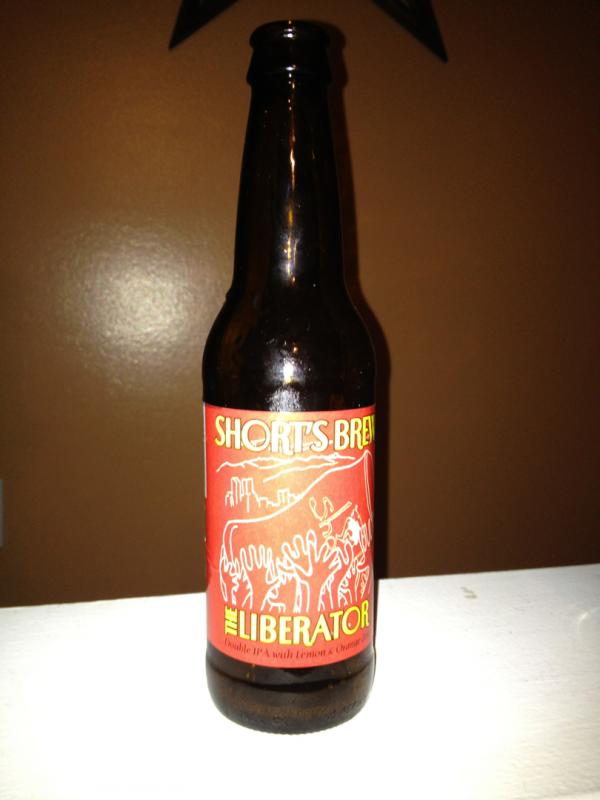 SHORT'S BREW
THE LIBERATOR
Double IPA with Lemon & Orange